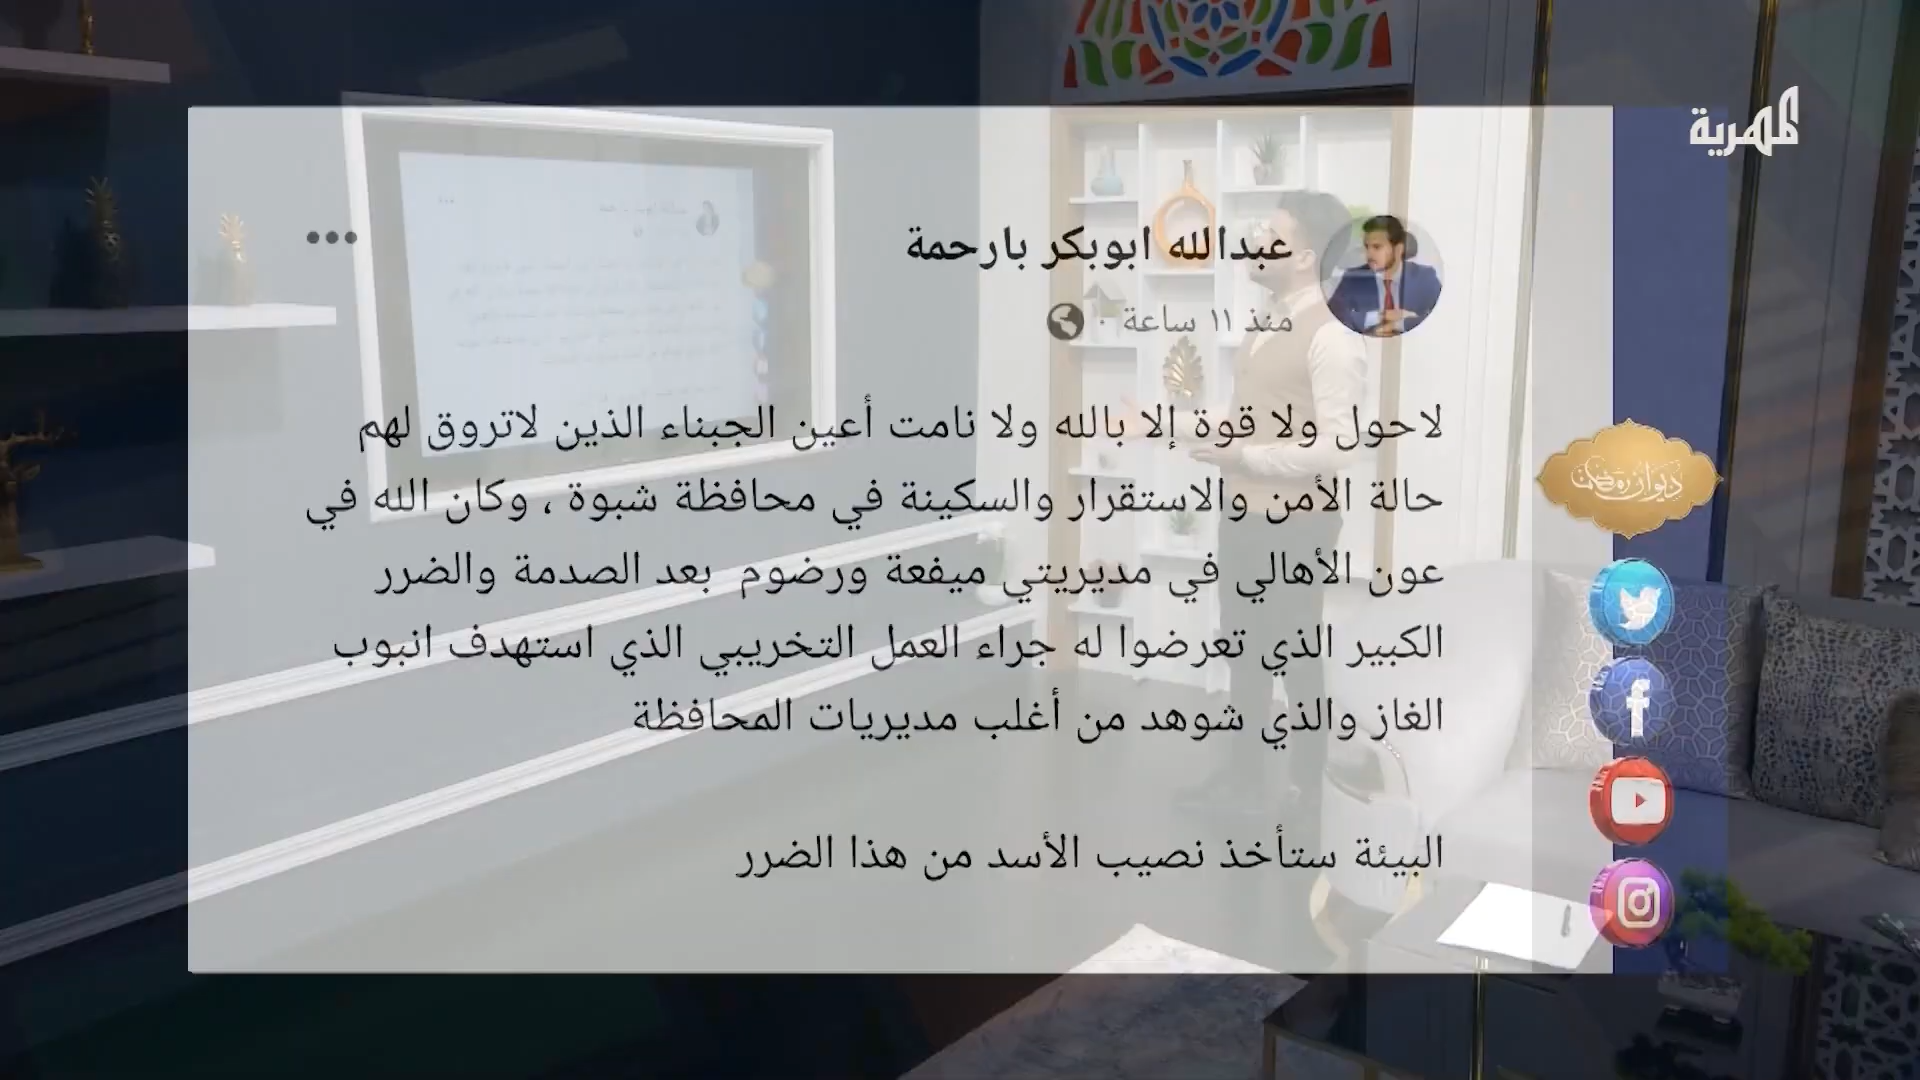 المهرية
عبدالله ابوبكر بارحمة
منذ ١١ ساعة ·
لاحول ولا قوة إلا بالله ولا نامت أعين الجبناء الذين لاتروق لهم
حالة الأمن والاستقرار والسكينة في محافظة شبوة ، وكان الله في
عون الأهالي في مديريتي ميفعة ورضوم بعد الصدمة والضرر
الكبير الذي تعرضوا له جراء العمل التخريبي الذي استهدف انبوب
الغاز والذي شوهد من أغلب مديريات المحافظة
البيئة ستأخذ نصيب الأسد من هذا الضرر
ديوان رمضان